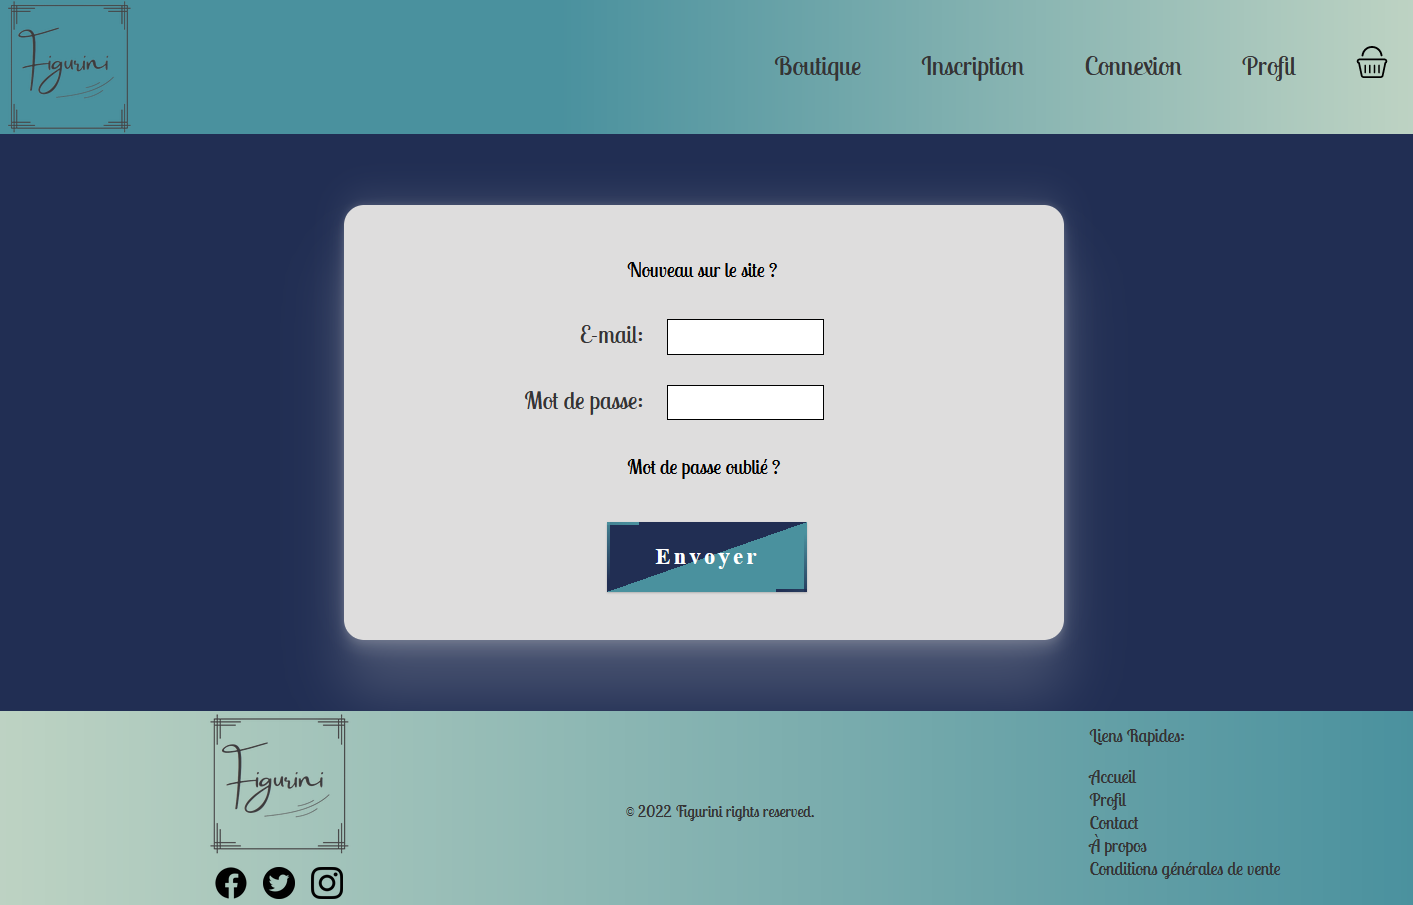 Figurini
Boutique Inscription Connexion Profil
Nouveau sur le site ?
E-mail:
Mot de passe:
Mot de passe oublié ?
Envoyer
Figurini
© 2022 Figurini rights reserved.
Liens Rapides:
Accueil
Profil
Contact
À propos
Conditions générales de vente